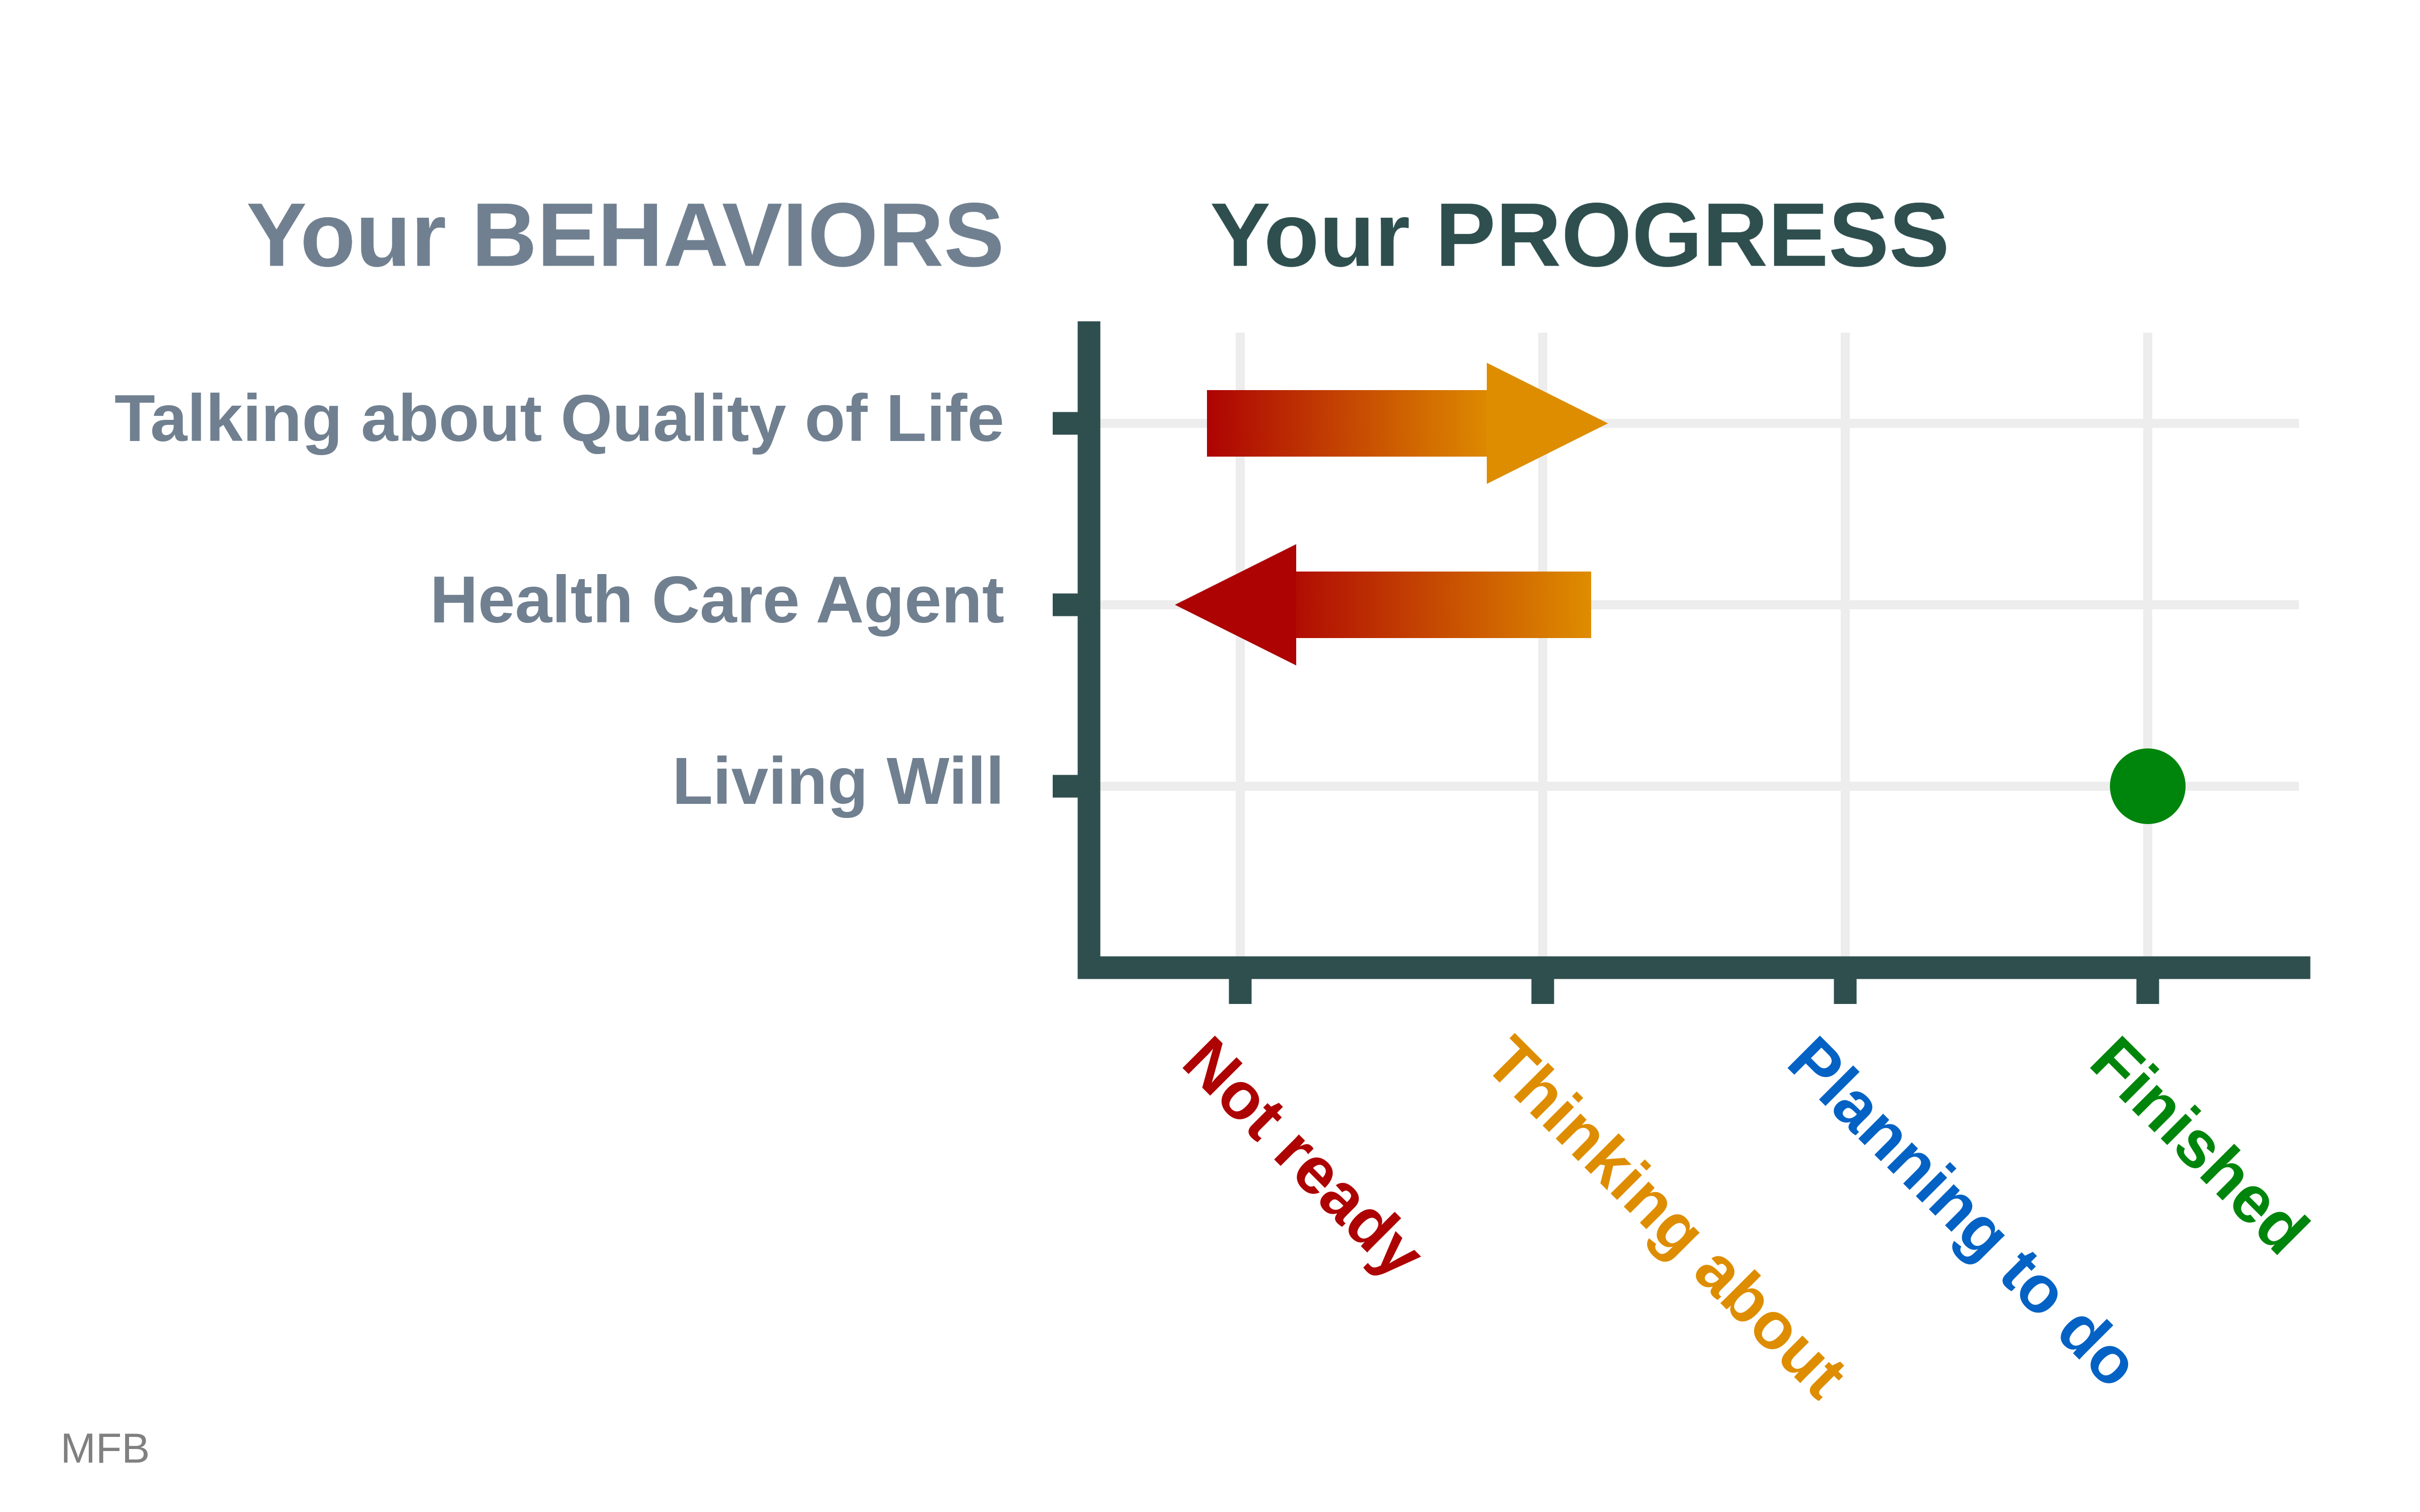 Your BEHAVIORS
Your PROGRESS
Talking about Quality of Life
Health Care Agent
Living Will
Not ready
Thinking about
Planning to do
Finished
MFB